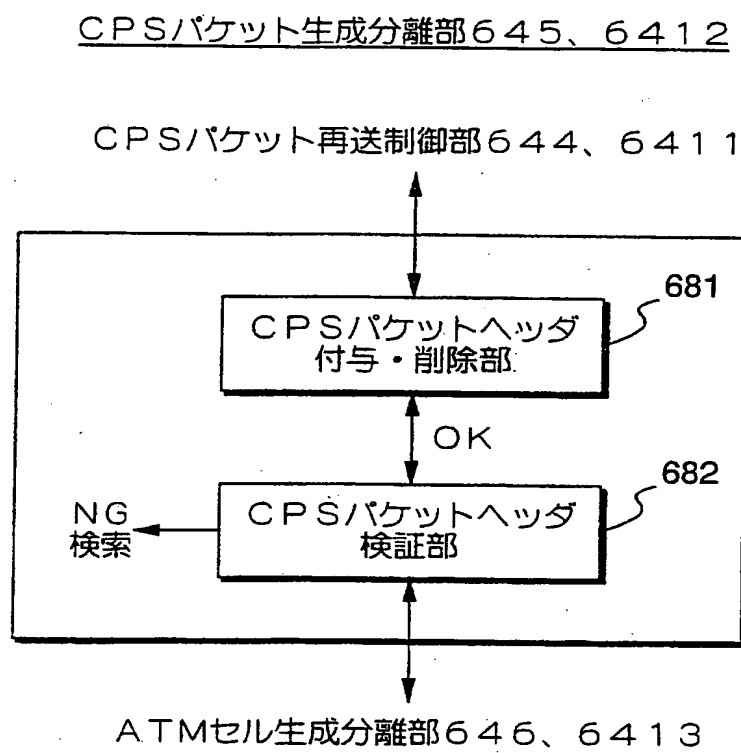 CPSパケット生成分離部645、6412
CPSパケット再送制御部644、6411
681
CPSパケットヘッダ
付与・削除部
OK
682
CPSパケットヘッダ
検証部
NG
検索
ATMセル生成分離部646、6413